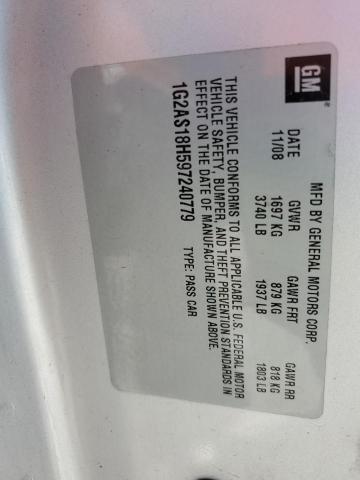 GM
MFD BY GENERAL MOTORS CORP.
DATE GVWR GAWR FRT GAWR RR
11/08 1697 KG 879 KG 818 KG
3740 LB 1937 LB 1803 LB
THIS VEHICLE CONFORMS TO ALL APPLICABLE U.S. FEDERAL MOTOR
VEHICLE SAFETY, BUMPER, AND THEFT PREVENTION STANDARDS IN
EFFECT ON THE DATE OF MANUFACTURE SHOWN ABOVE.
1G2AS18H597240779 TYPE: PASS CAR